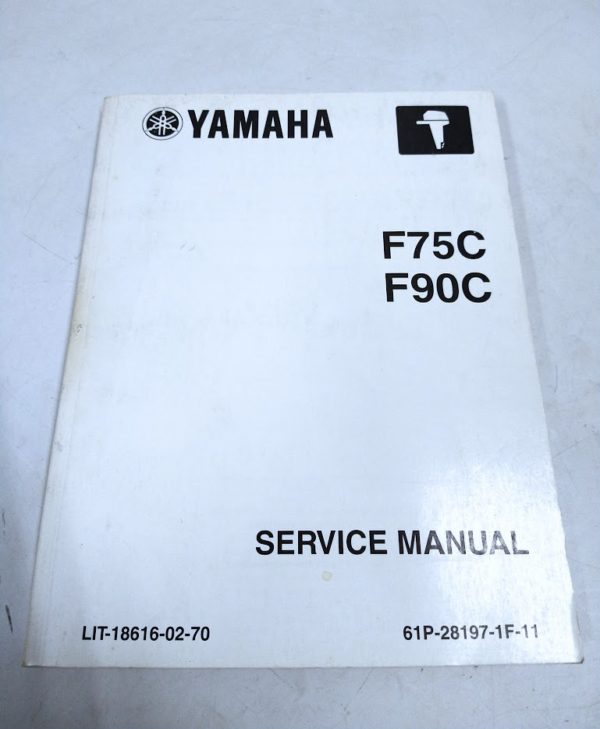 YAMAHA
F75C
F90C
SERVICE MANUAL
LIT-18616-02-70
61P-28197-1F-11